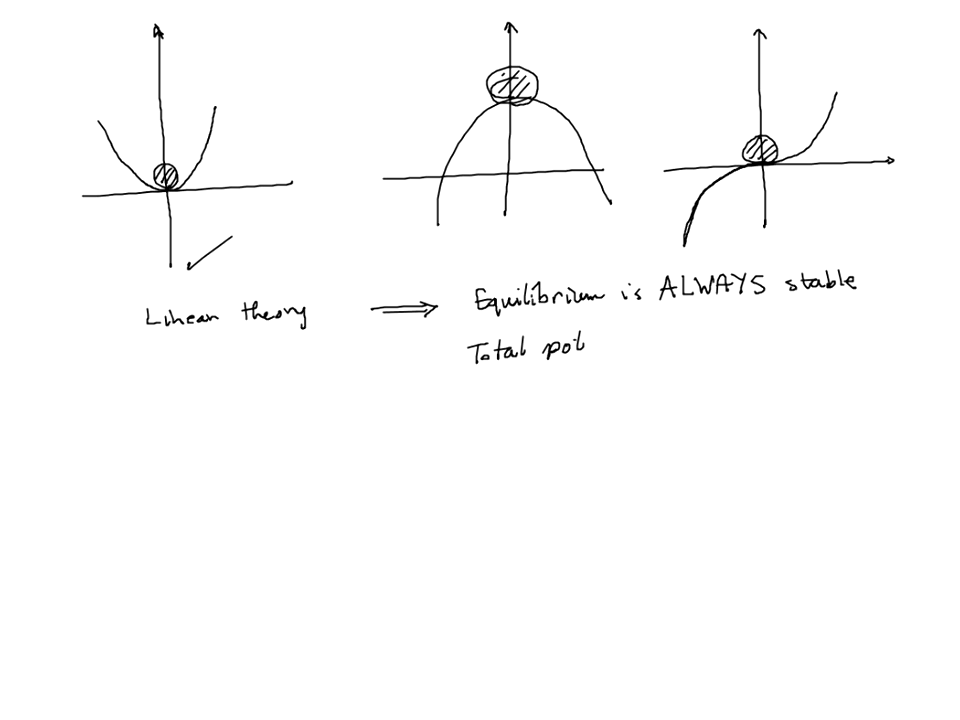 Linear theory ⟹ Equilibrium is ALWAYS stable
Total pot